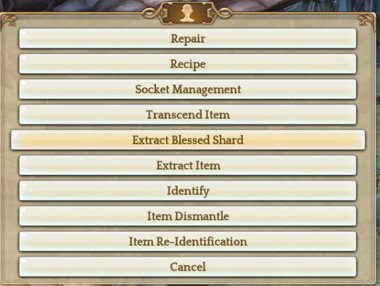 Repair
Recipe
Socket Management
Transcend Item
Extract Blessed Shard
Extract Item
Identify
Item Dismantle
Item Re-Identification
Cancel